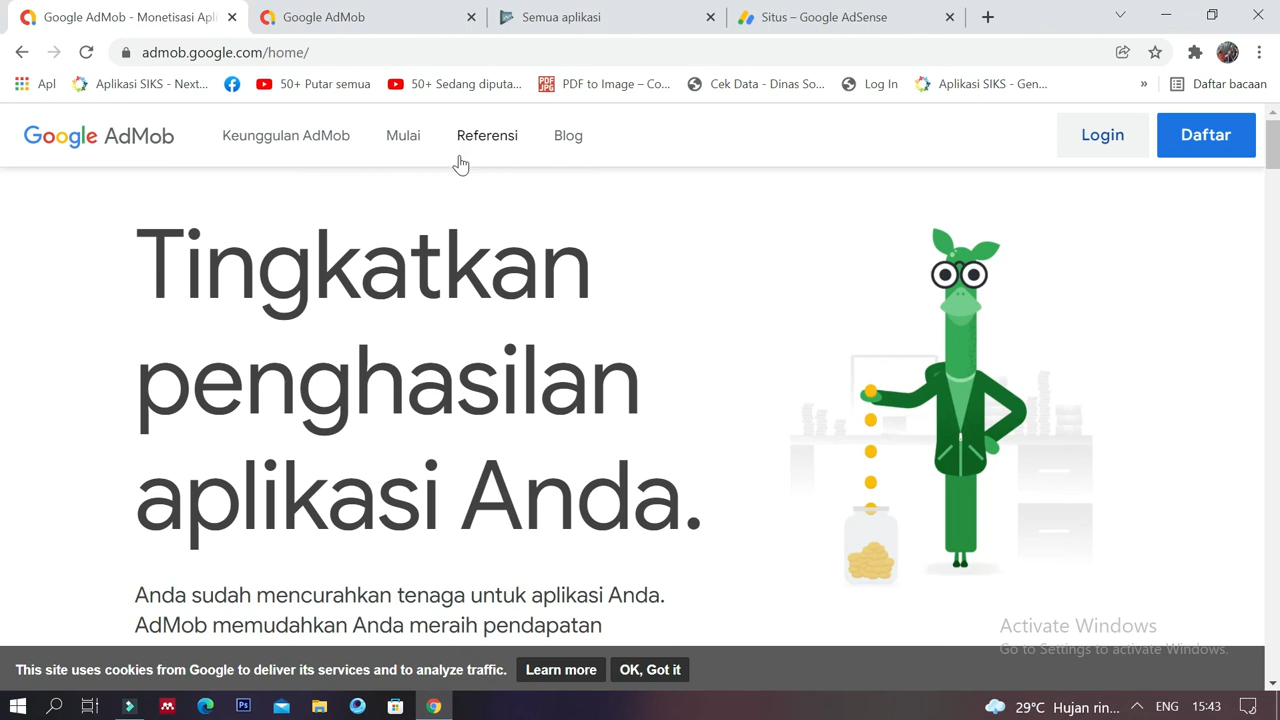 Google AdMob - Monetisasi Apl
Google AdMob
Semua aplikasi
Situs – Google AdSense
admob.google.com/home/
Apl
Aplikasi SIKS - Next...
50+ Putar semua
50+ Sedang diputa...
PDF to Image – Co...
Cek Data - Dinas So...
Log In
Aplikasi SIKS - Gen...
»
Daftar bacaan
Google AdMob
Keunggulan AdMob
Mulai
Referensi
Blog
Login
Daftar
Tingkatkan
penghasilan
aplikasi Anda.
Anda sudah mencurahkan tenaga untuk aplikasi Anda.
AdMob memudahkan Anda meraih pendapatan
Activate Windows
Go to Settings to activate Windows.
This site uses cookies from Google to deliver its services and to analyze traffic.
Learn more
OK, Got it
29°C Hujan rin...
ENG
15:43